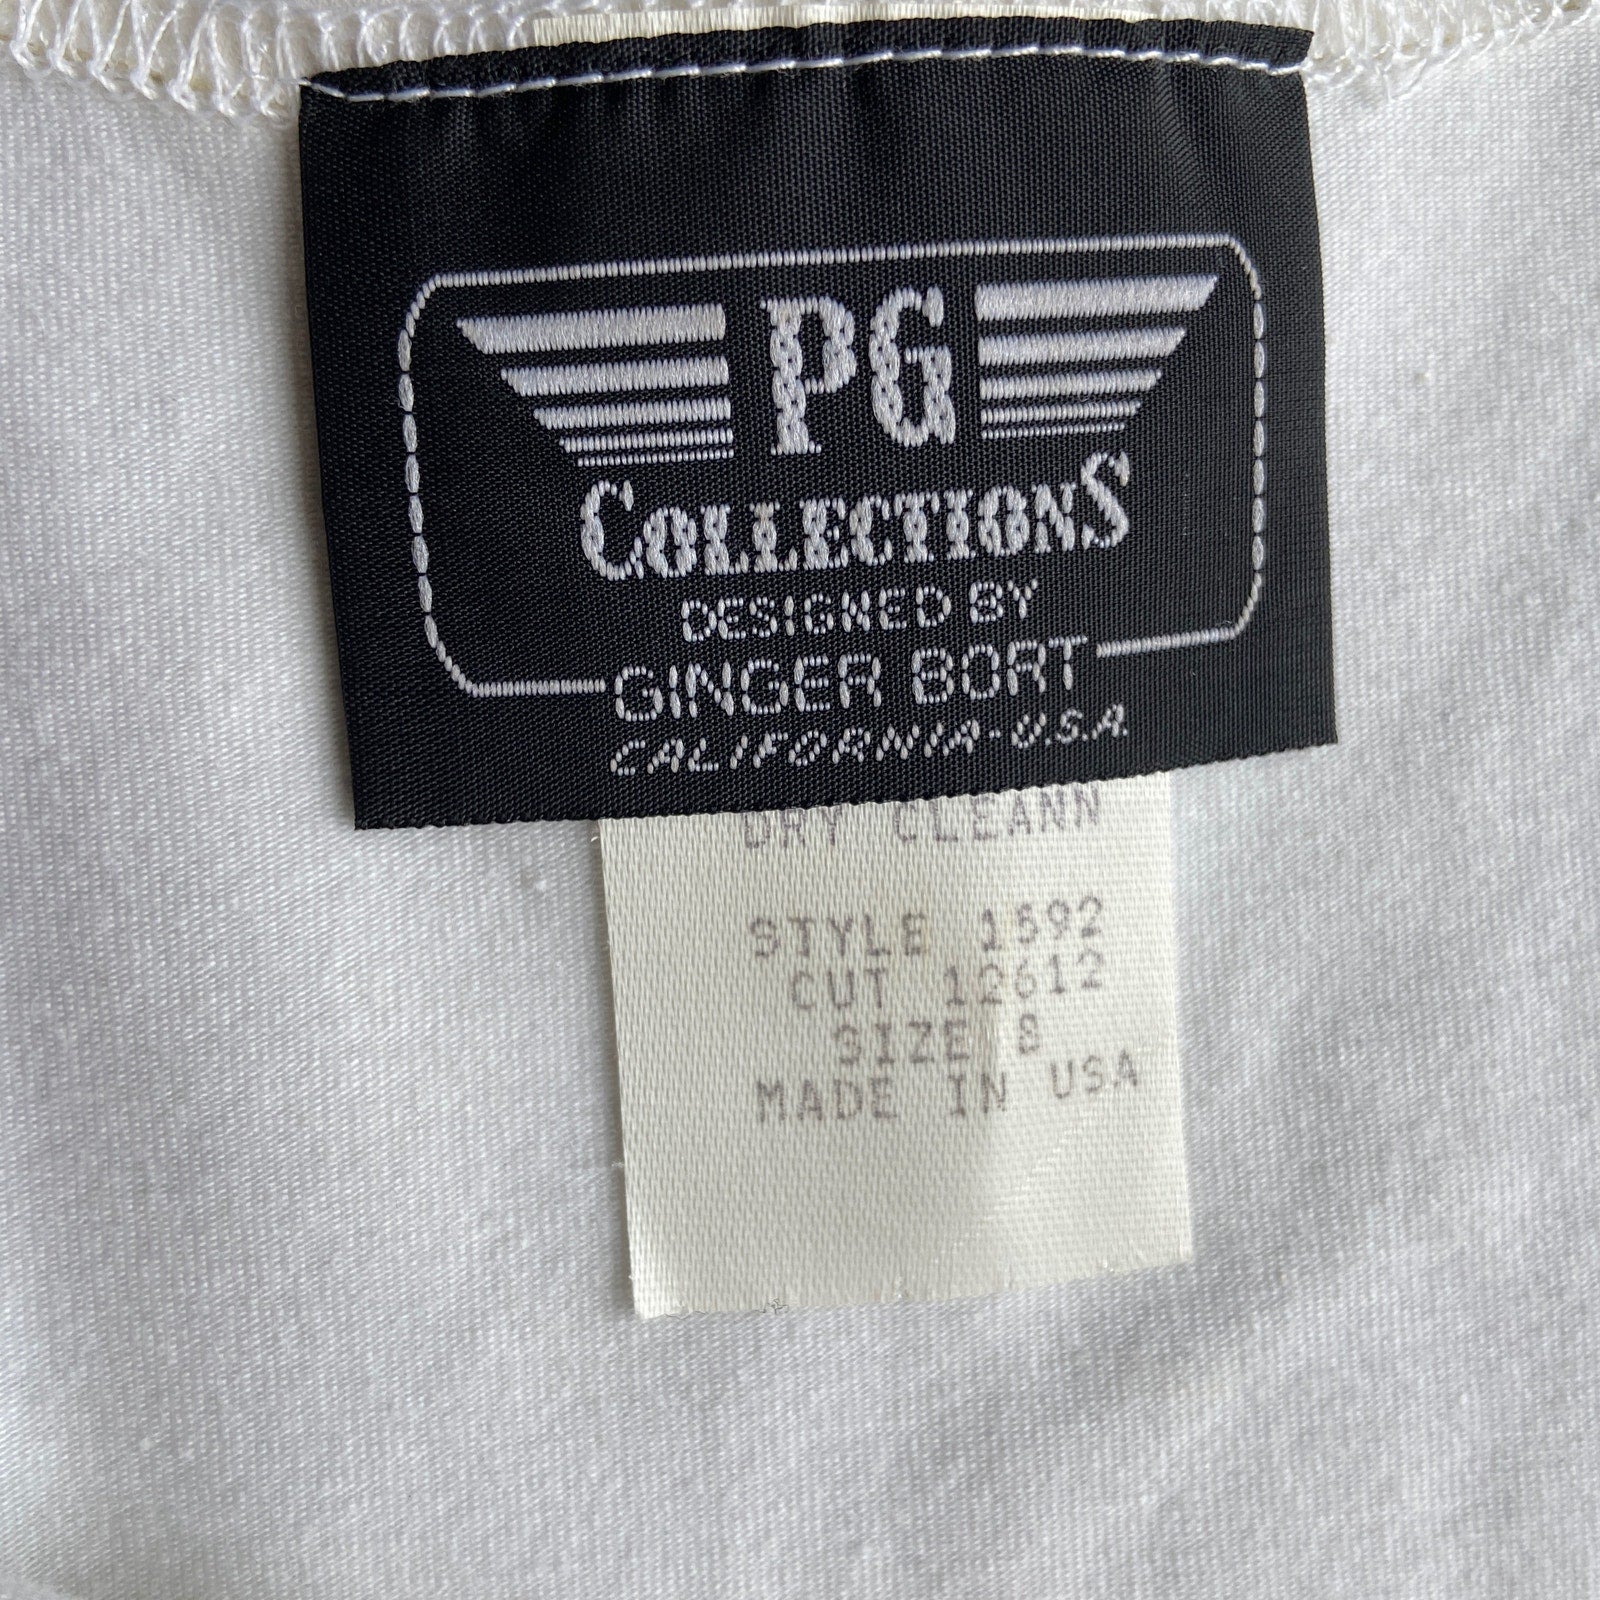 PG
COLLECTIONS
DESIGNED BY
GINGER BORT
CALIFORNIA-U.S.A.
DRY CLEANN
STYLE 1592
CUT 12612
SIZE 8
MADE IN USA